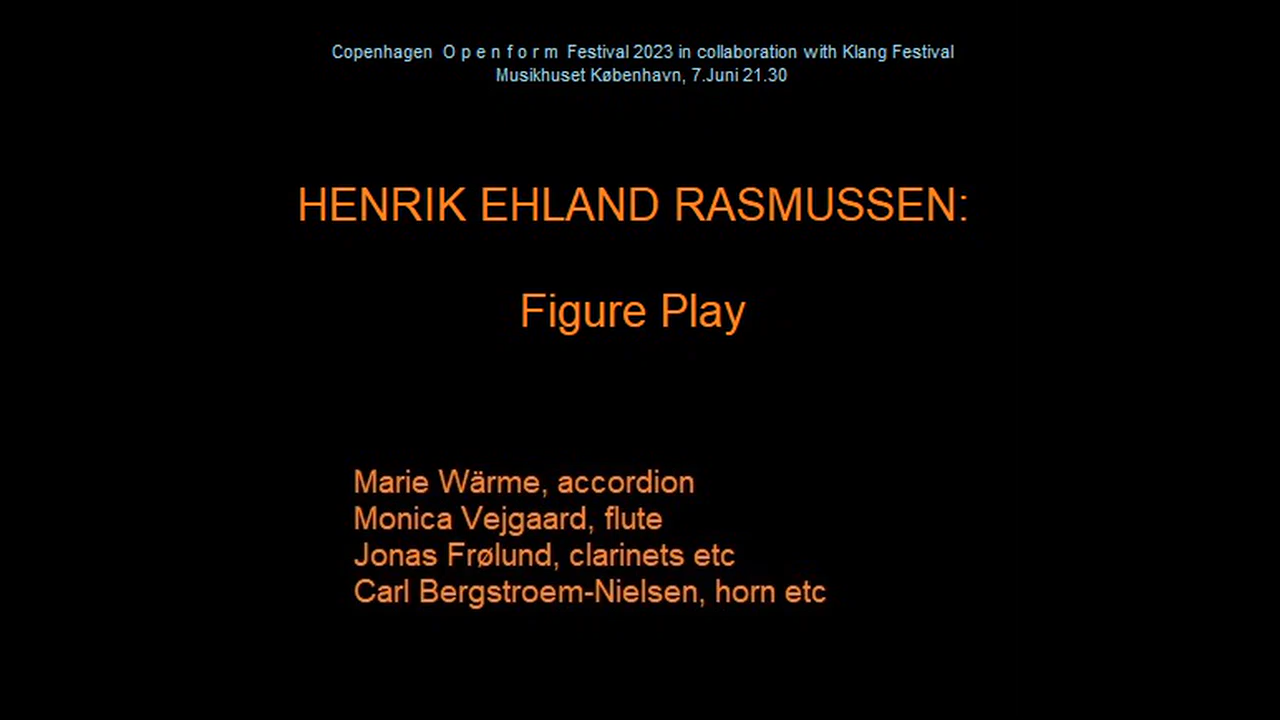 Copenhagen O p e n f o r m Festival 2023 in collaboration with Klang Festival
Musikhuset København, 7.Juni 21.30
HENRIK EHLAND RASMUSSEN:
Figure Play
Marie Wärme, accordion
Monica Vejgaard, flute
Jonas Frølund, clarinets etc
Carl Bergstroem-Nielsen, horn etc